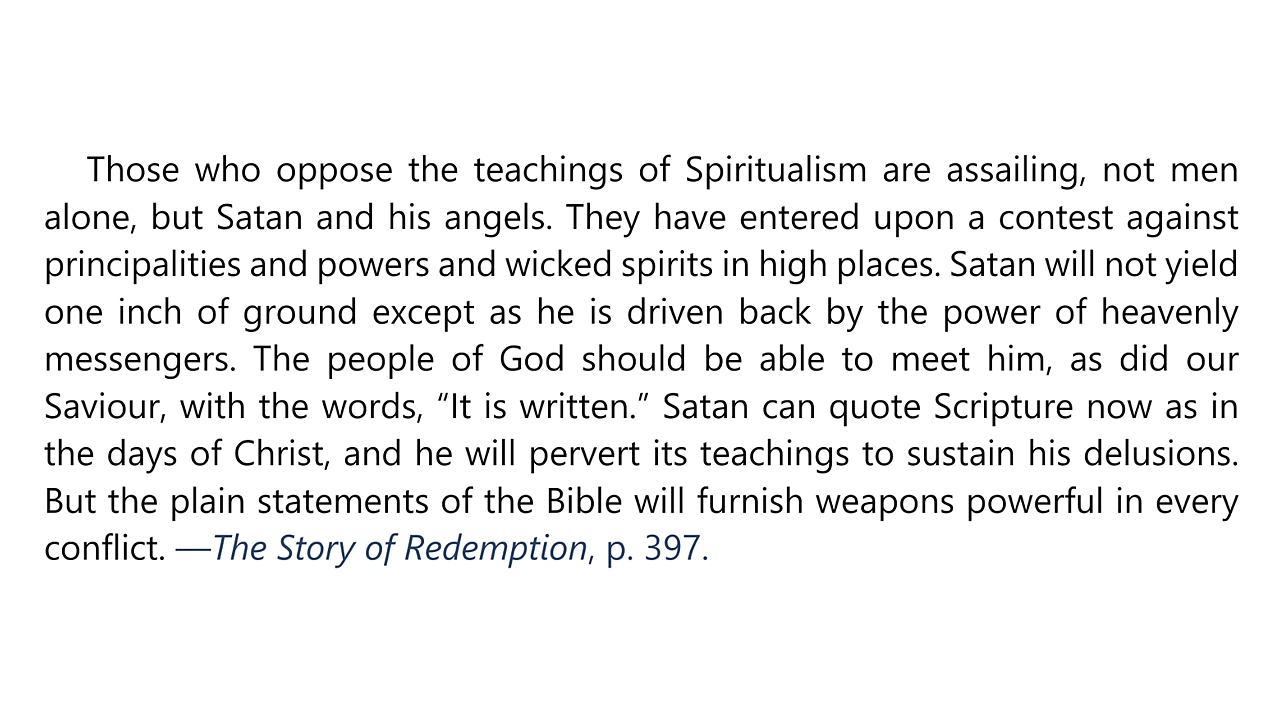 Those who oppose the teachings of Spiritualism are assailing, not men
alone, but Satan and his angels. They have entered upon a contest against
principalities and powers and wicked spirits in high places. Satan will not yield
one inch of ground except as he is driven back by the power of heavenly
messengers. The people of God should be able to meet him, as did our
Saviour, with the words, “It is written.” Satan can quote Scripture now as in
the days of Christ, and he will pervert its teachings to sustain his delusions.
But the plain statements of the Bible will furnish weapons powerful in every
conflict. —The Story of Redemption, p. 397.